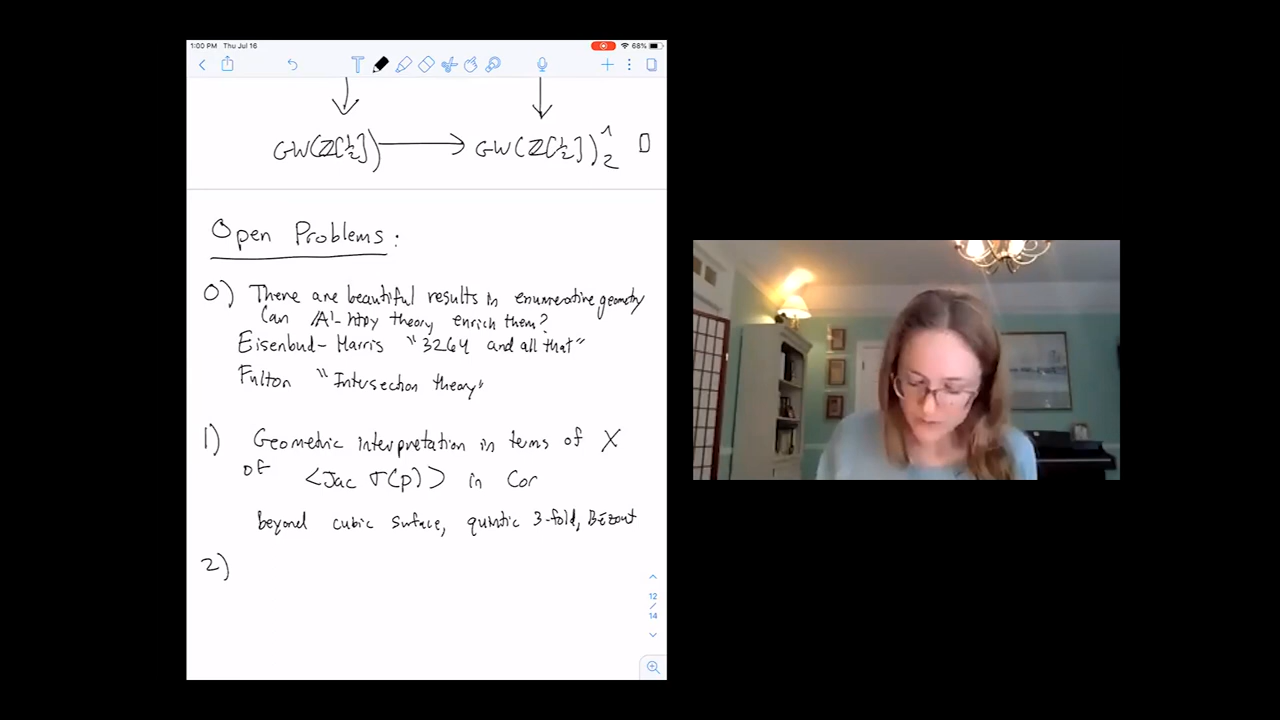 1:00 PM Thu Jul 16
68%
GW(ℤ[½]) → GW(ℤ[½])^∧_2 □
Open Problems:
0) There are beautiful results in enumerative geometry
Can 𝔸¹-htpy theory enrich them?
Eisenbud-Harris "3264 and all that"
Fulton "Intersection theory"
1) Geometric interpretation in terms of X
of <Jac σ(p)> in Cor
beyond cubic surface, quintic 3-fold, Bézout
2)
12
/
14